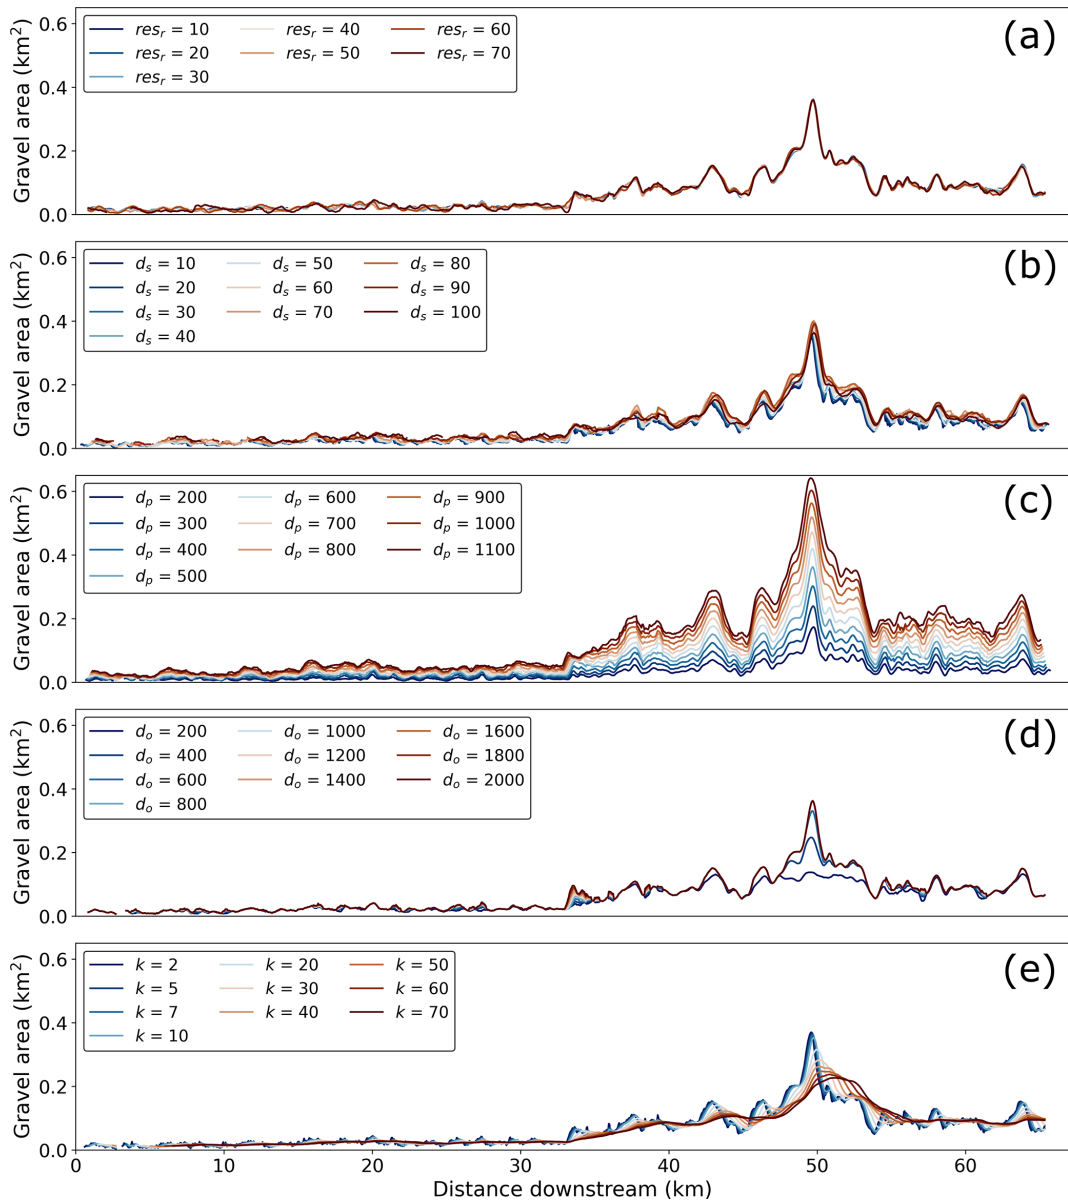 (a)
Gravel area (km²)
0.6
0.4
0.2
0.0
res_r = 10 res_r = 40 res_r = 60
res_r = 20 res_r = 50 res_r = 70
res_r = 30
(b)
Gravel area (km²)
0.6
0.4
0.2
0.0
d_s = 10 d_s = 50 d_s = 80
d_s = 20 d_s = 60 d_s = 90
d_s = 30 d_s = 70 d_s = 100
d_s = 40
(c)
Gravel area (km²)
0.6
0.4
0.2
0.0
d_p = 200 d_p = 600 d_p = 900
d_p = 300 d_p = 700 d_p = 1000
d_p = 400 d_p = 800 d_p = 1100
d_p = 500
(d)
Gravel area (km²)
0.6
0.4
0.2
0.0
d_o = 200 d_o = 1000 d_o = 1600
d_o = 400 d_o = 1200 d_o = 1800
d_o = 600 d_o = 1400 d_o = 2000
d_o = 800
(e)
Gravel area (km²)
0.6
0.4
0.2
0.0
k = 2 k = 20 k = 50
k = 5 k = 30 k = 60
k = 7 k = 40 k = 70
k = 10
0 10 20 30 40 50 60
Distance downstream (km)